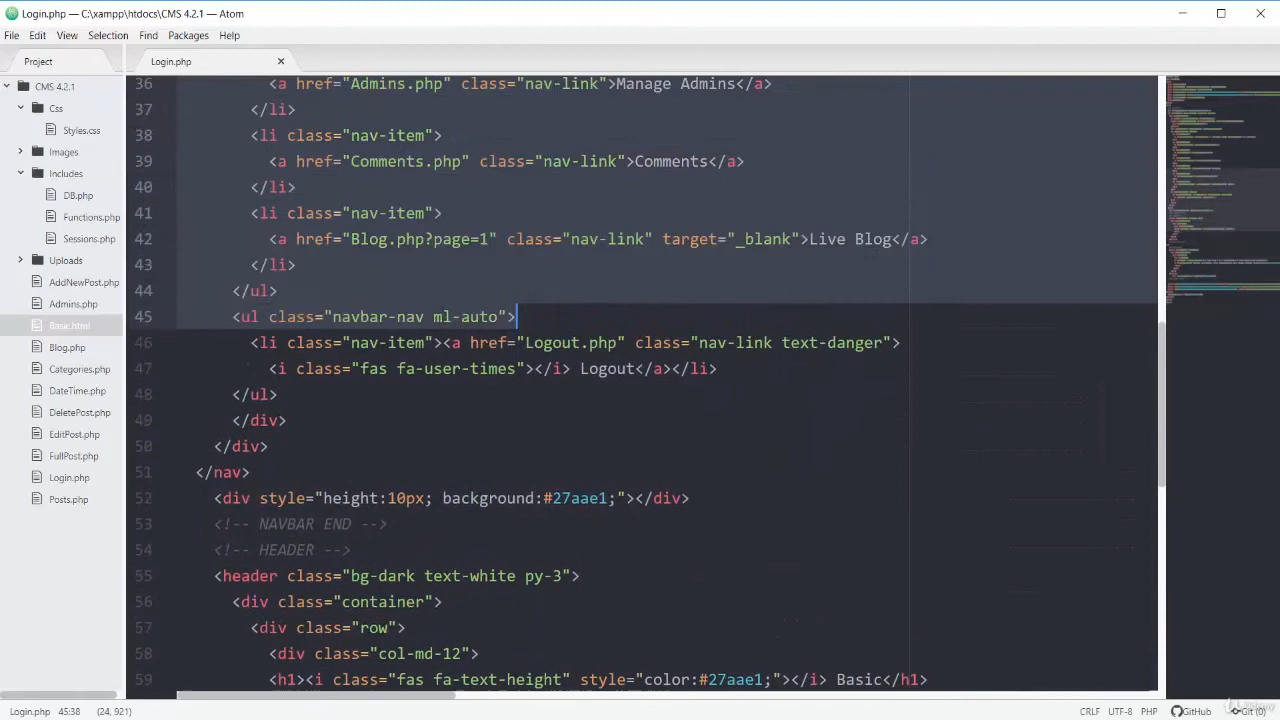 Login.php — C:\xampp\htdocs\CMS 4.2.1 — Atom
File Edit View Selection Find Packages Help
Project
Login.php
CMS 4.2.1
Css
Styles.css
Images
Includes
DB.php
Functions.php
Sessions.php
Uploads
AddNewPost.php
Admins.php
Basic.html
Blog.php
Categories.php
DateTime.php
DeletePost.php
EditPost.php
FullPost.php
Login.php
Posts.php
36 <a href="Admins.php" class="nav-link">Manage Admins</a>
37 </li>
38 <li class="nav-item">
39 <a href="Comments.php" class="nav-link">Comments</a>
40 </li>
41 <li class="nav-item">
42 <a href="Blog.php?page=1" class="nav-link" target="_blank">Live Blog</a>
43 </li>
44 </ul>
45 <ul class="navbar-nav ml-auto">
46 <li class="nav-item"><a href="Logout.php" class="nav-link text-danger">
47 <i class="fas fa-user-times"></i> Logout</a></li>
48 </ul>
49 </div>
50 </div>
51 </nav>
52 <div style="height:10px; background:#27aae1;"></div>
53 <!-- NAVBAR END -->
54 <!-- HEADER -->
55 <header class="bg-dark text-white py-3">
56 <div class="container">
57 <div class="row">
58 <div class="col-md-12">
59 <h1><i class="fas fa-text-height" style="color:#27aae1;"></i> Basic</h1>
Login.php 45:38 (24, 921) CRLF UTF-8 PHP GitHub Git (0)